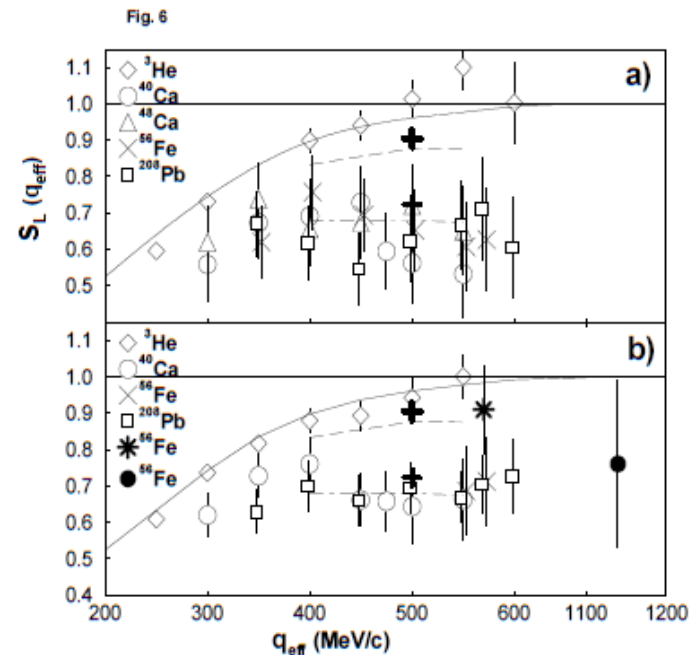 Fig. 6
a)
³He
⁴⁰Ca
⁴⁸Ca
⁵⁶Fe
²⁰⁸Pb
1.1
1.0
0.9
0.8
0.7
0.6
0.5
S_L (q_eff)
b)
³He
⁴⁰Ca
⁵⁶Fe
²⁰⁸Pb
⁵⁶Fe
⁵⁶Fe
1.1
1.0
0.9
0.8
0.7
0.6
0.5
0.4
200 300 400 500 600 1100 1200
q_eff (MeV/c)